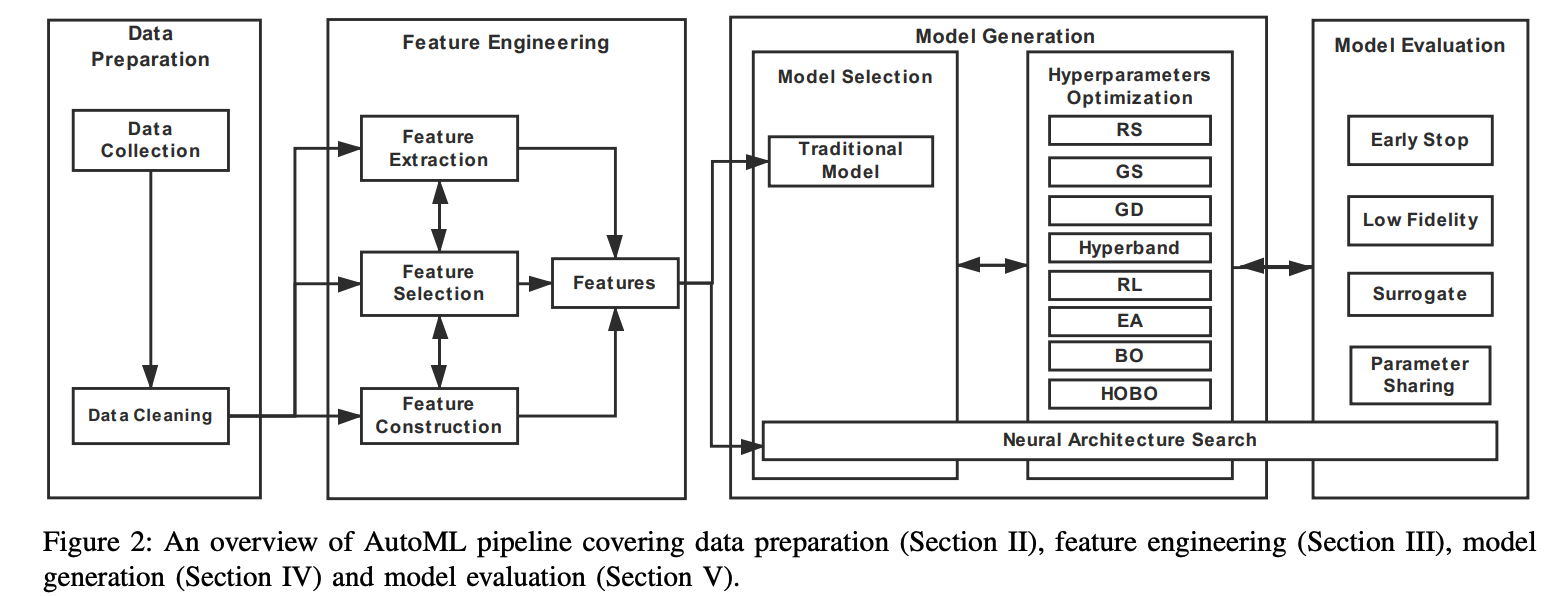 Data
Preparation
Data
Collection
Data Cleaning
Feature Engineering
Feature
Extraction
Feature
Selection
Feature
Construction
Features
Model Generation
Model Selection
Traditional
Model
Hyperparameters
Optimization
RS
GS
GD
Hyperband
RL
EA
BO
HOBO
Neural Architecture Search
Model Evaluation
Early Stop
Low Fidelity
Surrogate
Parameter
Sharing
Figure 2: An overview of AutoML pipeline covering data preparation (Section II), feature engineering (Section III), model
generation (Section IV) and model evaluation (Section V).